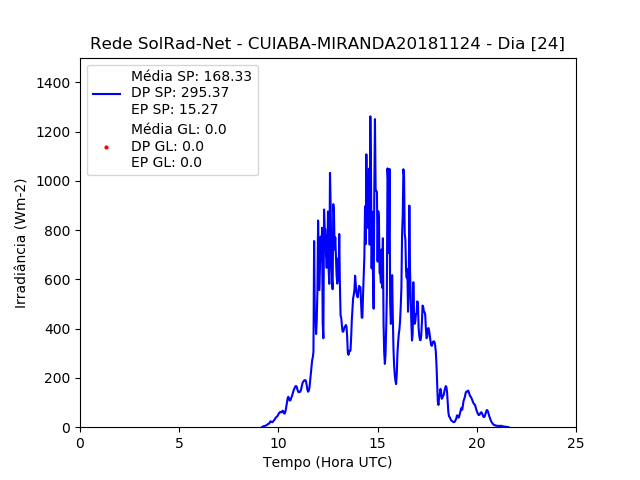 Rede SolRad-Net - CUIABA-MIRANDA20181124 - Dia [24]
Média SP: 168.33
DP SP: 295.37
EP SP: 15.27
Média GL: 0.0
DP GL: 0.0
EP GL: 0.0
Irradiância (Wm-2)
1400
1200
1000
800
600
400
200
0
0 5 10 15 20 25
Tempo (Hora UTC)